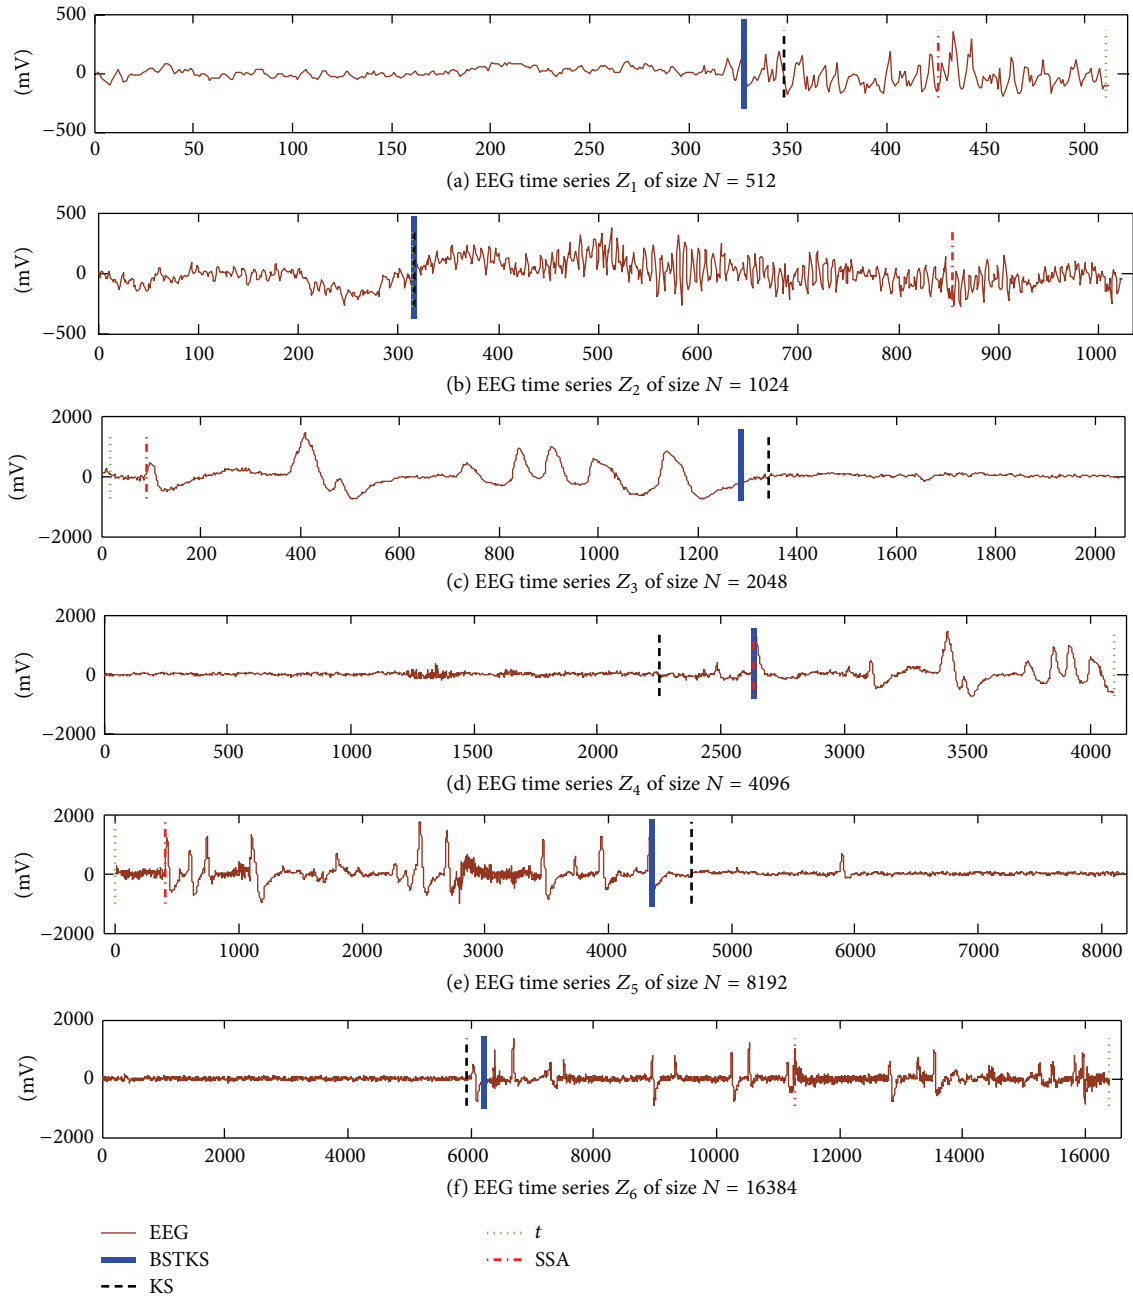 500
0
−500
(mV)
0 50 100 150 200 250 300 350 400 450 500
(a) EEG time series Z1 of size N = 512
500
0
−500
(mV)
0 100 200 300 400 500 600 700 800 900 1000
(b) EEG time series Z2 of size N = 1024
2000
0
−2000
(mV)
0 200 400 600 800 1000 1200 1400 1600 1800 2000
(c) EEG time series Z3 of size N = 2048
2000
0
−2000
(mV)
0 500 1000 1500 2000 2500 3000 3500 4000
(d) EEG time series Z4 of size N = 4096
2000
0
−2000
(mV)
0 1000 2000 3000 4000 5000 6000 7000 8000
(e) EEG time series Z5 of size N = 8192
2000
0
−2000
(mV)
0 2000 4000 6000 8000 10000 12000 14000 16000
(f) EEG time series Z6 of size N = 16384
EEG
BSTKS
KS
t
SSA